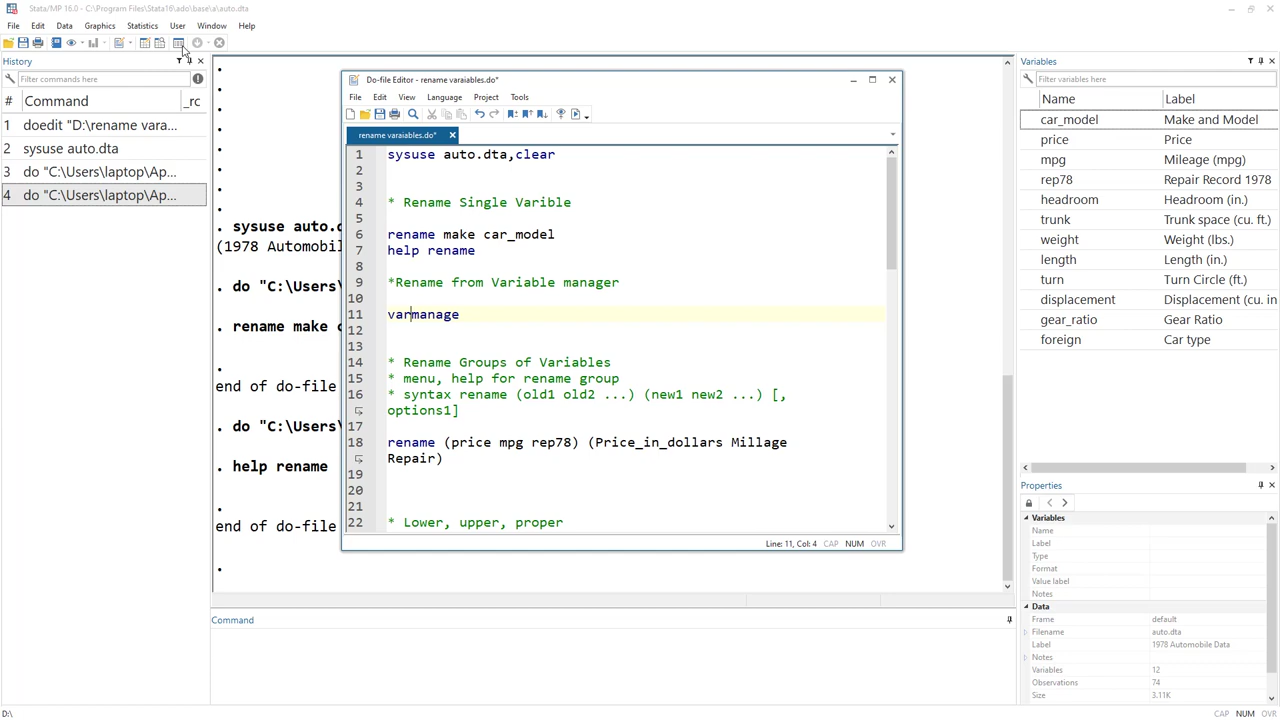 Stata/MP 16.0 - C:\Program Files\Stata16\ado\base\a\auto.dta
File Edit Data Graphics Statistics User Window Help
History
Filter commands here
# Command _rc
1 doedit "D:\rename vara...
2 sysuse auto.dta
3 do "C:\Users\laptop\Ap...
4 do "C:\Users\laptop\Ap...
.
.
.
.
.
.
.
.
. sysuse auto.d
(1978 Automobil
. do "C:\Users\
. rename make c
.
end of do-file
. do "C:\Users\
. help rename
.
end of do-file
.
Command
Do-file Editor - rename varaiables.do*
File Edit View Language Project Tools
rename varaiables.do*
1 sysuse auto.dta,clear
2
3
4 * Rename Single Varible
5
6 rename make car_model
7 help rename
8
9 *Rename from Variable manager
10
11 varmanage
12
13
14 * Rename Groups of Variables
15 * menu, help for rename group
16 * syntax rename (old1 old2 ...) (new1 new2 ...) [,
options1]
17
18 rename (price mpg rep78) (Price_in_dollars Millage
Repair)
19
20
21
22 * Lower, upper, proper
Line: 11, Col: 4 CAP NUM OVR
Variables
Filter variables here
Name Label
car_model Make and Model
price Price
mpg Mileage (mpg)
rep78 Repair Record 1978
headroom Headroom (in.)
trunk Trunk space (cu. ft.)
weight Weight (lbs.)
length Length (in.)
turn Turn Circle (ft.)
displacement Displacement (cu. in
gear_ratio Gear Ratio
foreign Car type
Properties
Variables
Name
Label
Type
Format
Value label
Notes
Data
Frame default
Filename auto.dta
Label 1978 Automobile Data
Notes
Variables 12
Observations 74
Size 3.11K
D:\
CAP NUM OVR